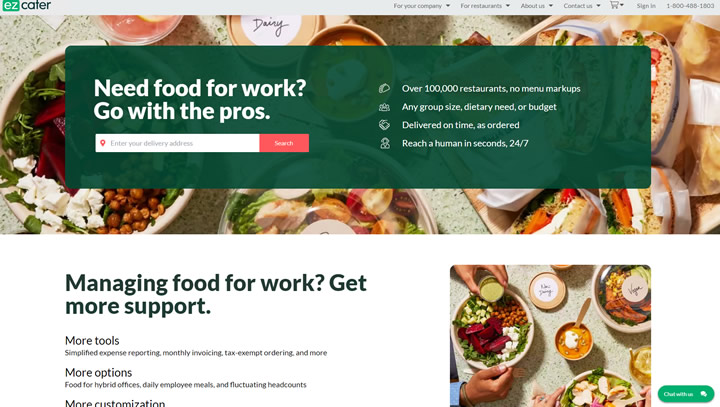 ez cater
For your company
For restaurants
About us
Contact us
Sign In
1-800-488-1803
Dairy
Need food for work?
Go with the pros.
Enter your delivery address
Search
Over 100,000 restaurants, no menu markups
Any group size, dietary need, or budget
Delivered on time, as ordered
Reach a human in seconds, 24/7
Managing food for work? Get
more support.
More tools
Simplified expense reporting, monthly invoicing, tax-exempt ordering, and more
More options
Food for hybrid offices, daily employee meals, and fluctuating headcounts
More customization
Non
Dairy
Vegan
Chat with us